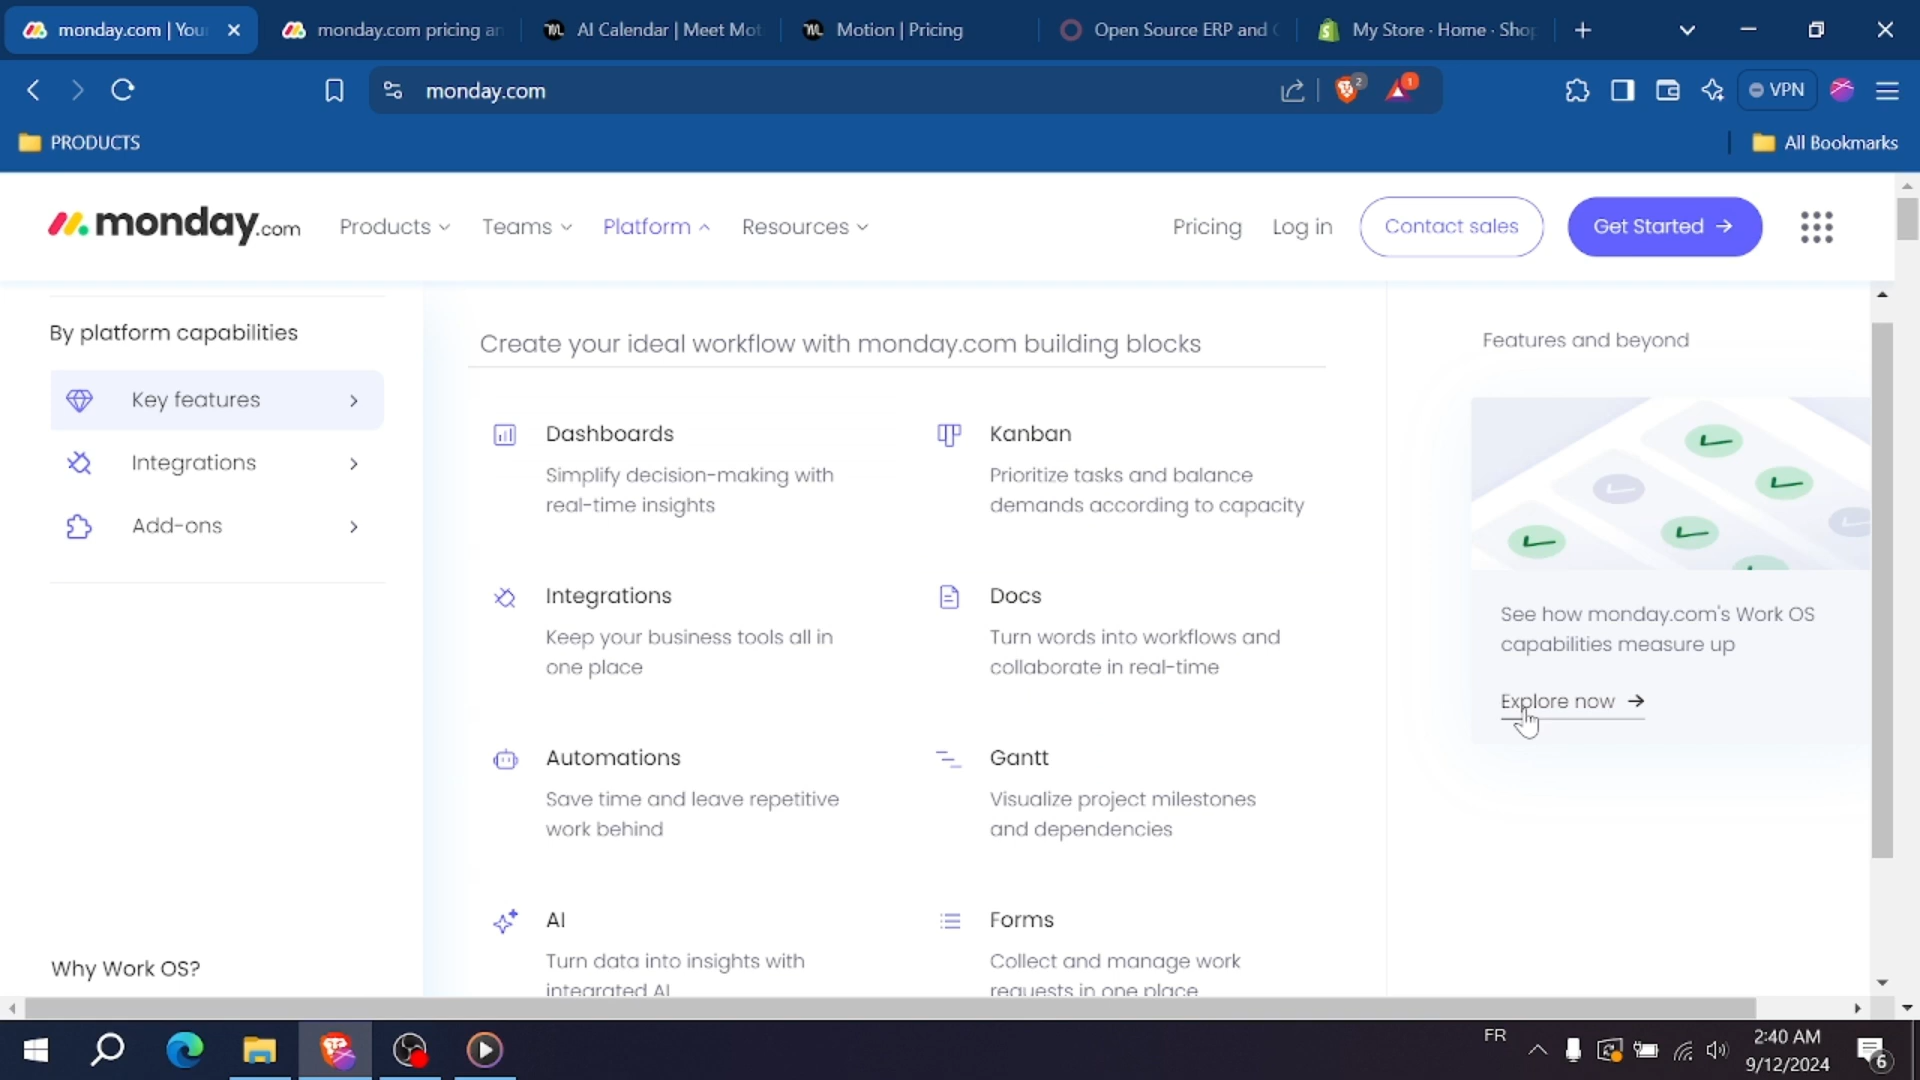 monday.com | You
monday.com pricing an
AI Calendar | Meet Mot
Motion | Pricing
Open Source ERP and C
My Store · Home · Shop
monday.com
2
1
VPN
PRODUCTS
All Bookmarks
monday.com
Products
Teams
Platform
Resources
Pricing
Log in
Contact sales
Get Started →
By platform capabilities
Key features
Integrations
Add-ons
Why Work OS?
Create your ideal workflow with monday.com building blocks
Dashboards
Simplify decision-making with
real-time insights
Kanban
Prioritize tasks and balance
demands according to capacity
Integrations
Keep your business tools all in
one place
Docs
Turn words into workflows and
collaborate in real-time
Automations
Save time and leave repetitive
work behind
Gantt
Visualize project milestones
and dependencies
AI
Turn data into insights with
integrated AI
Forms
Collect and manage work
requests in one place
Features and beyond
See how monday.com's Work OS
capabilities measure up
Explore now →
FR
2:40 AM
9/12/2024
6